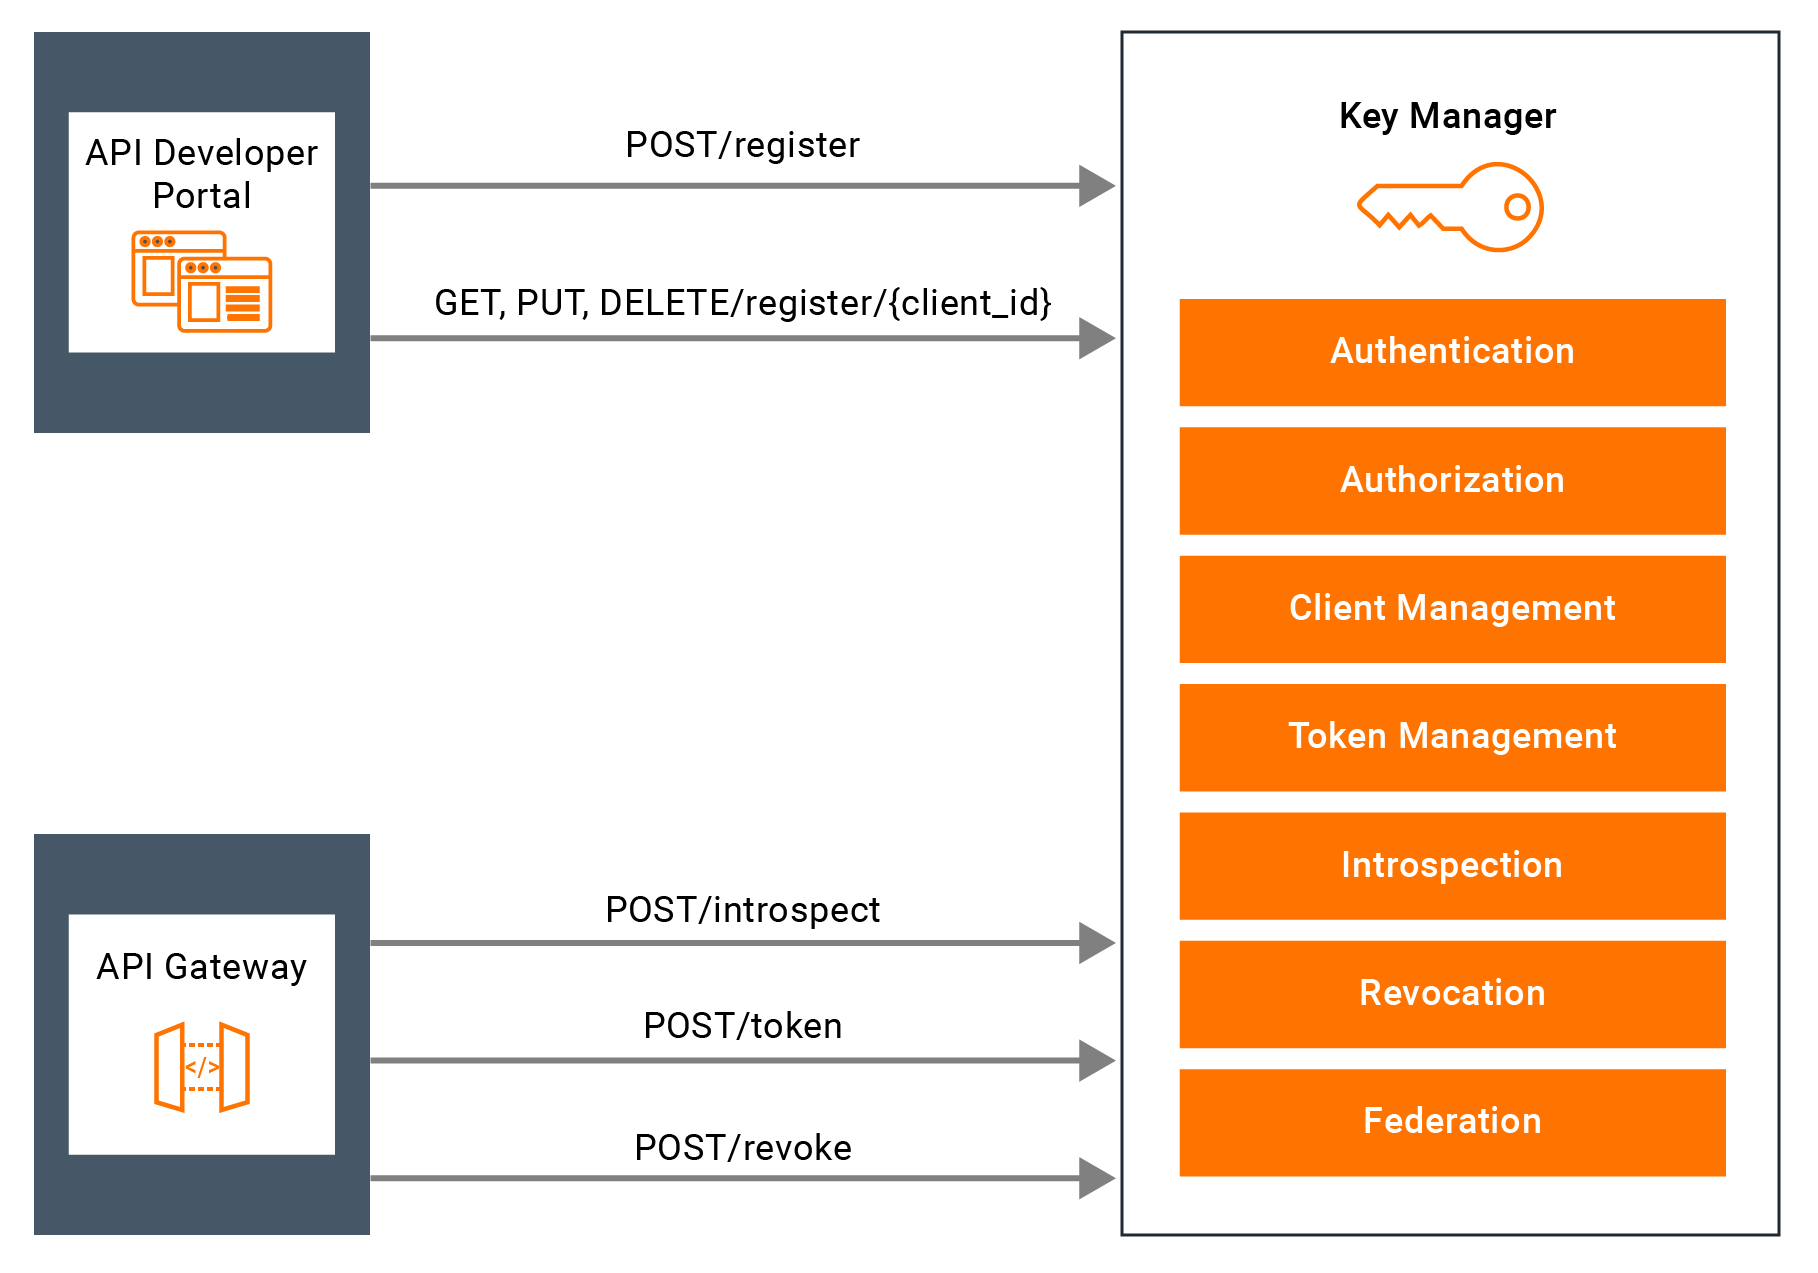 API Developer
Portal
POST/register
GET, PUT, DELETE/register/{client_id}
API Gateway
</>
POST/introspect
POST/token
POST/revoke
Key Manager
Authentication
Authorization
Client Management
Token Management
Introspection
Revocation
Federation